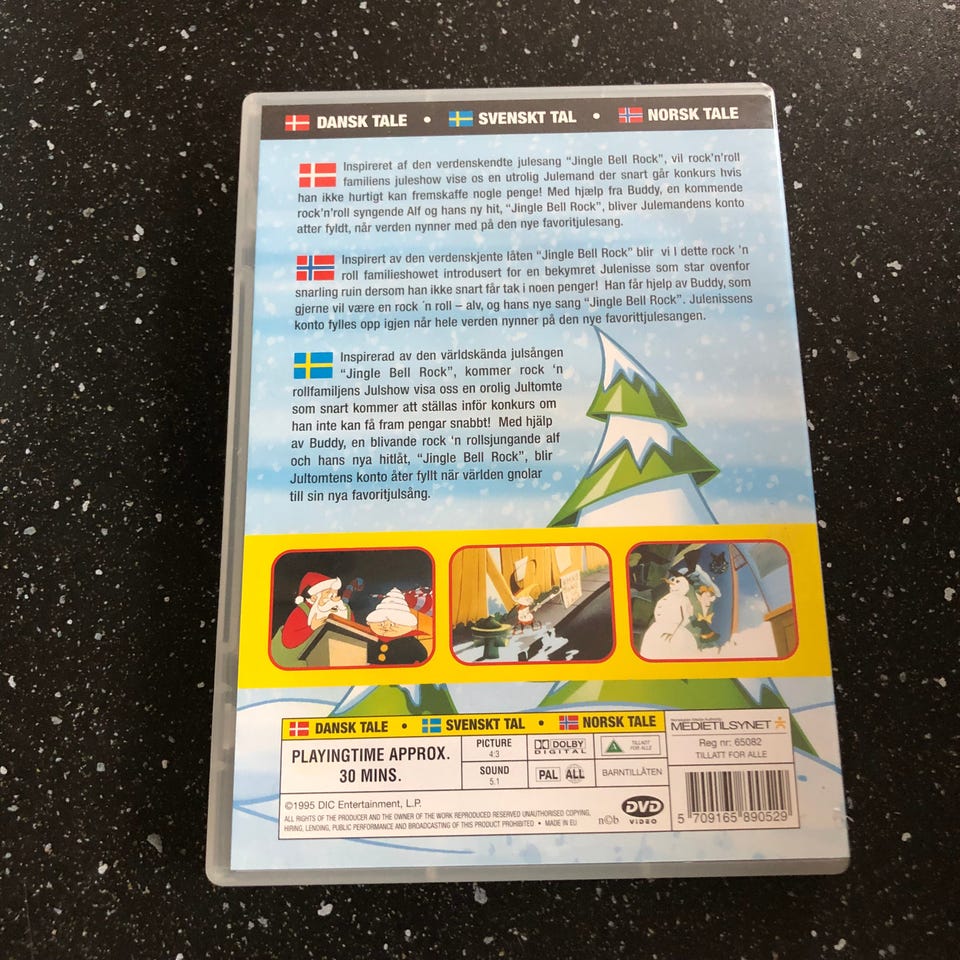 DANSK TALE • SVENSKT TAL • NORSK TALE
Inspireret af den verdenskendte julesang “Jingle Bell Rock”, vil rock’n’roll
familiens juleshow vise os en utrolig Julemand der snart går konkurs hvis
han ikke hurtigt kan fremskaffe nogle penge! Med hjælp fra Buddy, en kommende
rock’n’roll syngende Alf og hans ny hit, “Jingle Bell Rock”, bliver Julemandens konto
atter fyldt, når verden nynner med på den nye favoritjulesang.
Inspirert av den verdenskjente låten “Jingle Bell Rock” blir vi I dette rock ’n
roll familieshowet introdusert for en bekymret Julenisse som star ovenfor
snarling ruin dersom han ikke snart får tak i noen penger! Han får hjelp av Buddy, som
gjerne vil være en rock ´n roll – alv, og hans nye sang “Jingle Bell Rock”. Julenissens
konto fylles opp igjen når hele verden nynner på den nye favorittjulesangen.
Inspirerad av den världskända julsången
“Jingle Bell Rock”, kommer rock ‘n
rollfamiljens Julshow visa oss en orolig Jultomte
som snart kommer att ställas inför konkurs om
han inte kan få fram pengar snabbt! Med hjälp
av Buddy, en blivande rock ‘n rollsjungande alf
och hans nya hitlåt, “Jingle Bell Rock”, blir
Jultomtens konto åter fyllt när världen gnolar
till sin nya favoritjulsång.
DANSK TALE • SVENSKT TAL • NORSK TALE
PLAYINGTIME APPROX.
30 MINS.
PICTURE
4:3
SOUND
5.1
DOLBY
DIGITAL
PAL ALL
TILLADT
FOR ALLE
BARNTILLÅTEN
MEDIETILSYNET
Reg nr: 65082
TILLATT FOR ALLE
©1995 DIC Entertainment, L.P.
ALL RIGHTS OF THE PRODUCER AND THE OWNER OF THE WORK REPRODUCED RESERVED UNAUTHORISED COPYING,
HIRING, LENDING, PUBLIC PERFORMANCE AND BROADCASTING OF THIS PRODUCT PROHIBITED • MADE IN EU
n©b
DVD
VIDEO
5 709165 890529